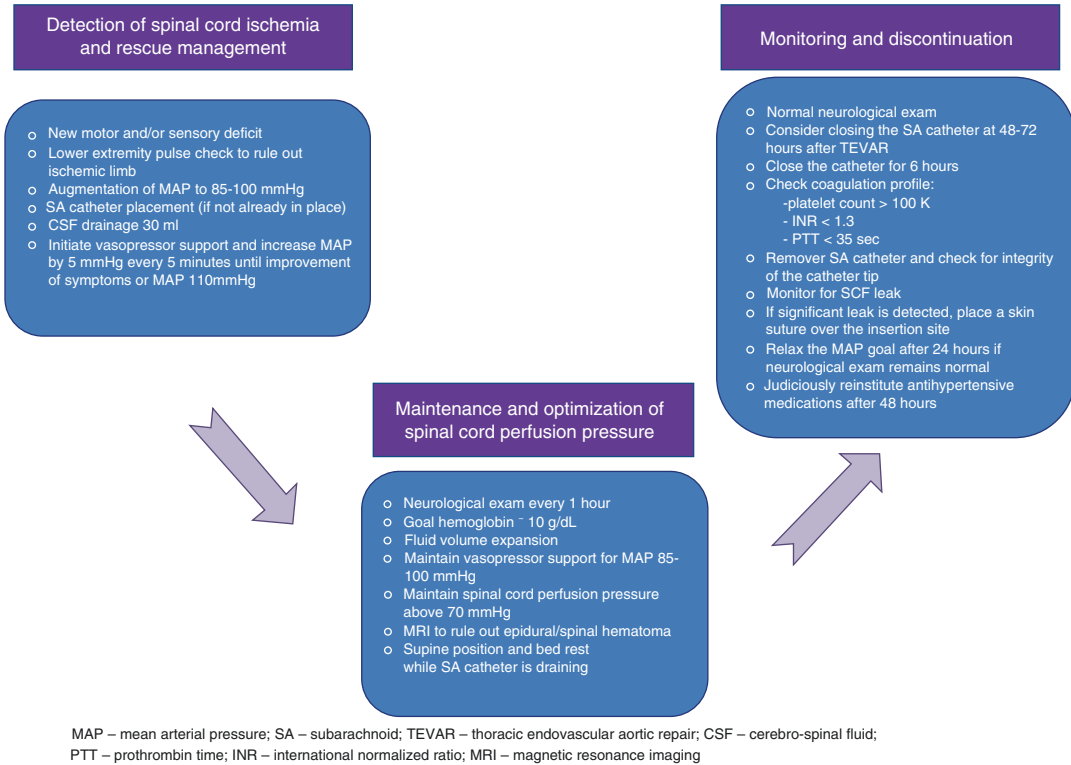 Detection of spinal cord ischemia
and rescue management
o New motor and/or sensory deficit
o Lower extremity pulse check to rule out
ischemic limb
o Augmentation of MAP to 85-100 mmHg
o SA catheter placement (if not already in place)
o CSF drainage 30 ml
o Initiate vasopressor support and increase MAP
by 5 mmHg every 5 minutes until improvement
of symptoms or MAP 110mmHg
Maintenance and optimization of
spinal cord perfusion pressure
o Neurological exam every 1 hour
o Goal hemoglobin ⁻ 10 g/dL
o Fluid volume expansion
o Maintain vasopressor support for MAP 85-
100 mmHg
o Maintain spinal cord perfusion pressure
above 70 mmHg
o MRI to rule out epidural/spinal hematoma
o Supine position and bed rest
while SA catheter is draining
Monitoring and discontinuation
o Normal neurological exam
o Consider closing the SA catheter at 48-72
hours after TEVAR
o Close the catheter for 6 hours
o Check coagulation profile:
-platelet count > 100 K
- INR < 1.3
- PTT < 35 sec
o Remover SA catheter and check for integrity
of the catheter tip
o Monitor for SCF leak
o If significant leak is detected, place a skin
suture over the insertion site
o Relax the MAP goal after 24 hours if
neurological exam remains normal
o Judiciously reinstitute antihypertensive
medications after 48 hours
MAP – mean arterial pressure; SA – subarachnoid; TEVAR – thoracic endovascular aortic repair; CSF – cerebro-spinal fluid;
PTT – prothrombin time; INR – international normalized ratio; MRI – magnetic resonance imaging